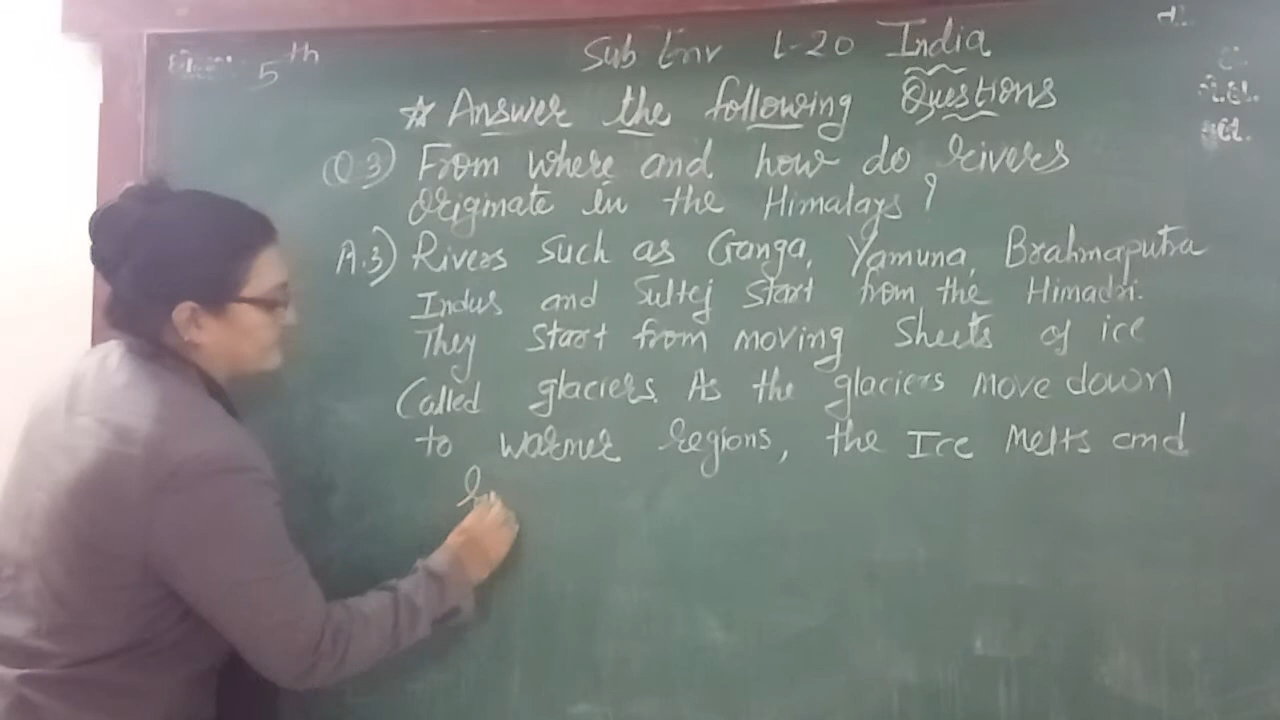 5th
Sub Env L-20 India
☆ Answer the following Questions
Q.3) From where and how do rivers
Originate in the Himalays?
A.3) Rivers such as Ganga, Yamuna, Brahmaputra
Indus and Sultej start from the Himadri.
They start from moving Sheets of ice
Called glaciers. As the glaciers move down
to warmer regions, the Ice melts and